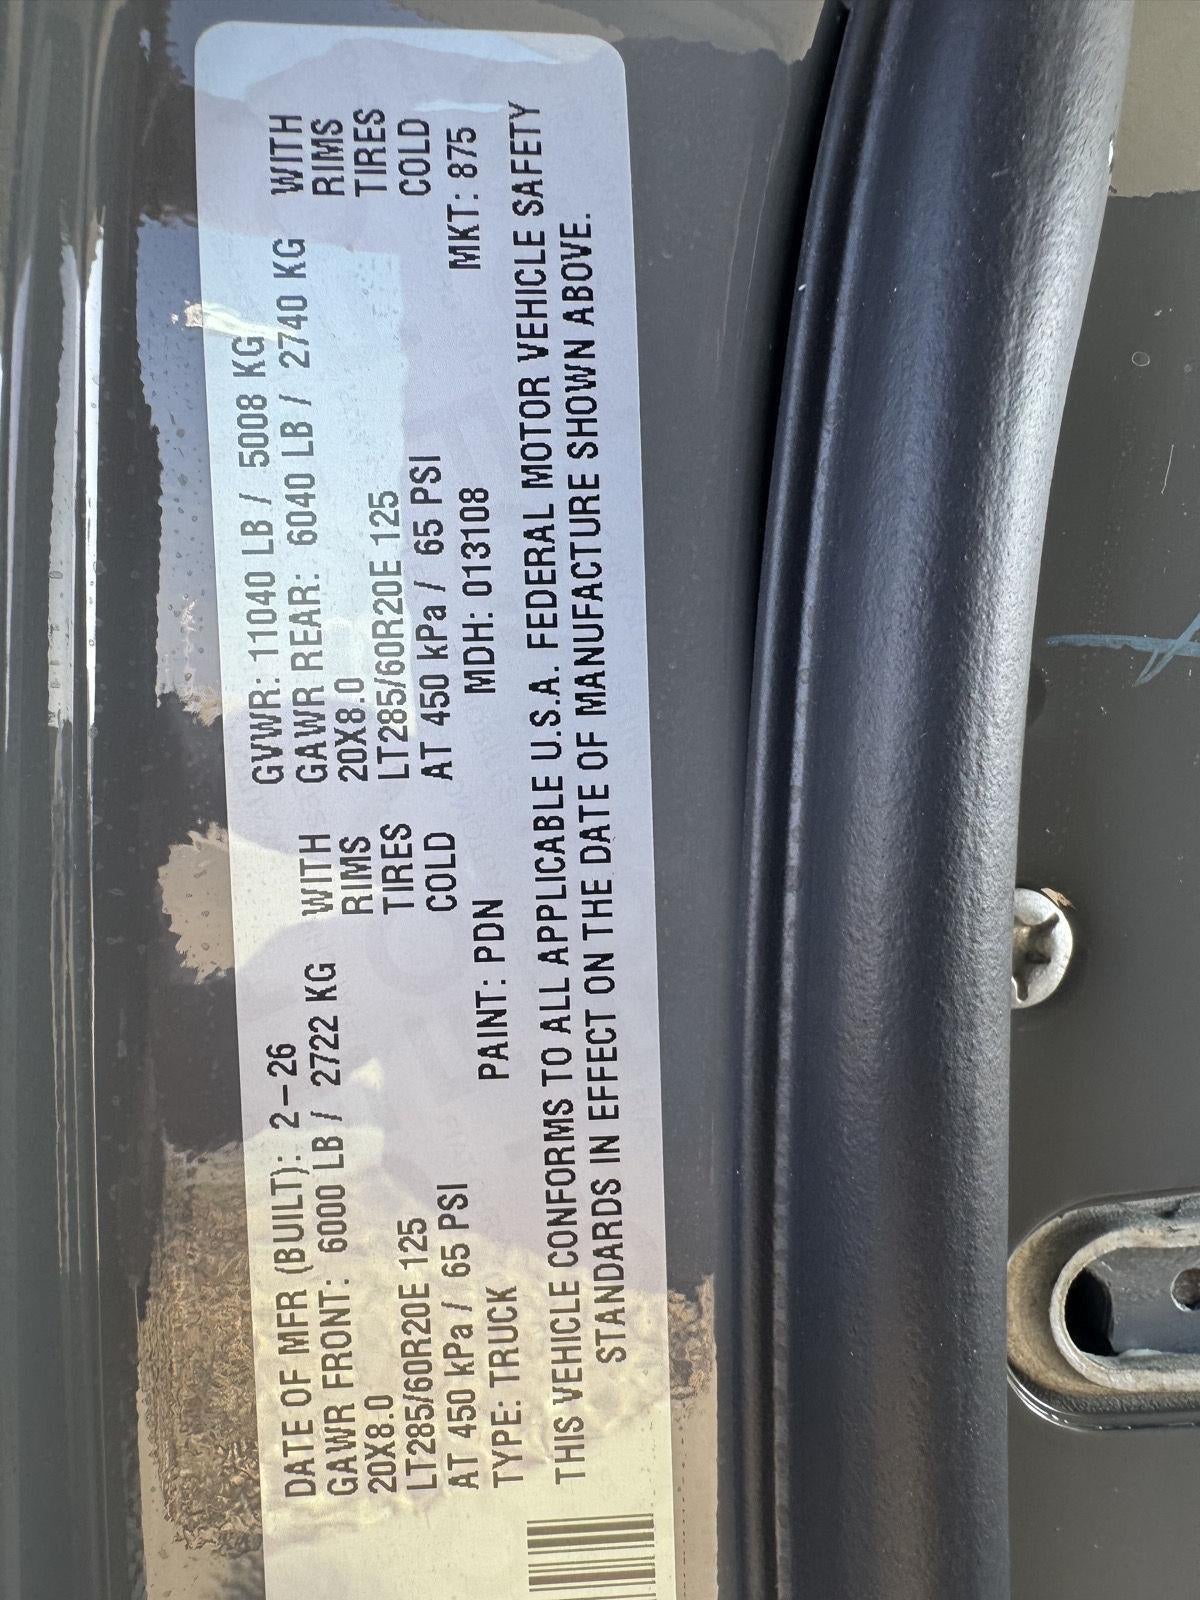 DATE OF MFR (BUILT): 2-26 GVWR: 11040 LB / 5008 KG
GAWR FRONT: 6000 LB / 2722 KG WITH GAWR REAR: 6040 LB / 2740 KG WITH
20X8.0 RIMS 20X8.0 RIMS
LT285/60R20E 125 TIRES LT285/60R20E 125 TIRES
AT 450 kPa / 65 PSI COLD AT 450 kPa / 65 PSI COLD
TYPE: TRUCK PAINT: PDN MDH: 013108 MKT: 875
THIS VEHICLE CONFORMS TO ALL APPLICABLE U.S.A. FEDERAL MOTOR VEHICLE SAFETY
STANDARDS IN EFFECT ON THE DATE OF MANUFACTURE SHOWN ABOVE.